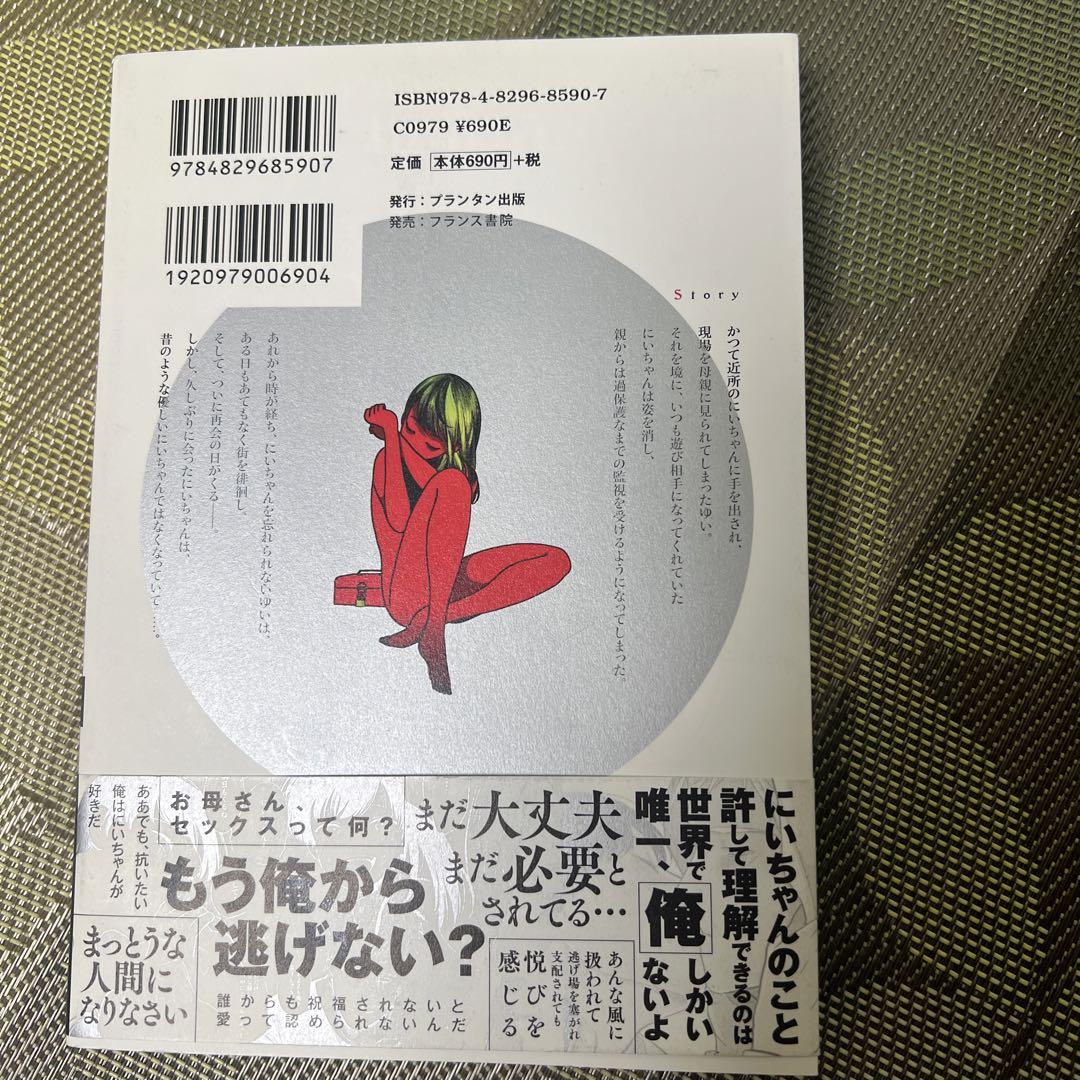 ISBN978-4-8296-8590-7
C0979 ¥690E
定価 本体690円+税
発行:プランタン出版
発売:フランス書院
9784829685907
1920979006904
Story
かつて近所のにいちゃんに手を出され、
現場を母親に見られてしまったゆい。
それを境に、いつも遊び相手になってくれていた
にいちゃんは姿を消し、
親からは過保護なまでの監視を受けるようになってしまった。
あれから時が経ち、にいちゃんを忘れられないゆいは、
ある日もあてもなく街を徘徊し、
そして、ついに再会の日がくる――。
しかし、久しぶりに会ったにいちゃんは、
昔のような優しいにいちゃんではなくなっていて……。
にいちゃんのこと
許して理解できるのは
世界で俺しかい
唯一、ないよ
まだ大丈夫
まだ必要と
されてる…
あんな風に
扱われて
逃げ場を塞がれ
支配されても
悦びを
感じる
お母さん、
セックスって何?
もう俺から
逃げない?
ああでも、抗いたい
俺はにいちゃんが
好きだ
まっとうな
人間に
なりなさい
誰からも祝福されないと
愛って認められないんだ